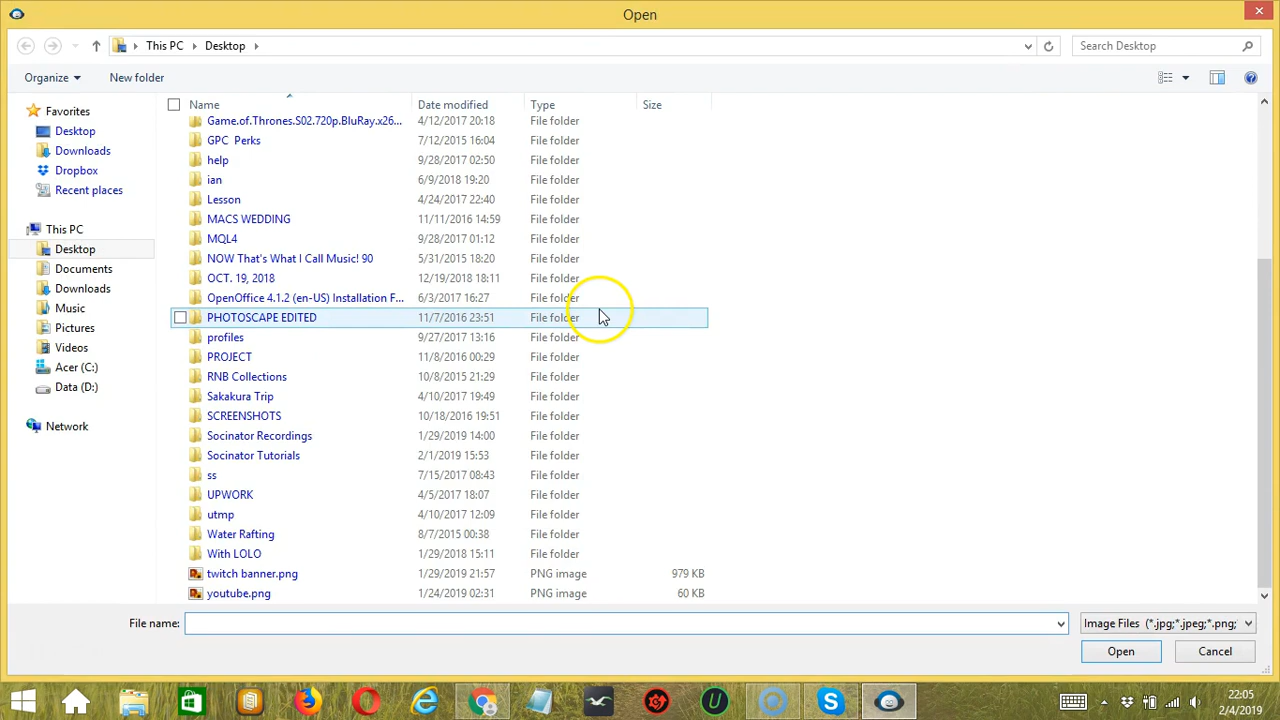 Open
This PC Desktop
Search Desktop
Organize New folder
Name Date modified Type Size
Favorites
Desktop
Downloads
Dropbox
Recent places
This PC
Desktop
Documents
Downloads
Music
Pictures
Videos
Acer (C:)
Data (D:)
Network
Game.of.Thrones.S02.720p.BluRay.x26... 4/12/2017 20:18 File folder
GPC Perks 7/12/2015 16:04 File folder
help 9/28/2017 02:50 File folder
ian 6/9/2018 19:20 File folder
Lesson 4/24/2017 22:40 File folder
MACS WEDDING 11/11/2016 14:59 File folder
MQL4 9/28/2017 01:12 File folder
NOW That's What I Call Music! 90 5/31/2015 18:20 File folder
OCT. 19, 2018 12/19/2018 18:11 File folder
OpenOffice 4.1.2 (en-US) Installation F... 6/3/2017 16:27 File folder
PHOTOSCAPE EDITED 11/7/2016 23:51 File folder
profiles 9/27/2017 13:16 File folder
PROJECT 11/8/2016 00:29 File folder
RNB Collections 10/8/2015 21:29 File folder
Sakakura Trip 4/10/2017 19:49 File folder
SCREENSHOTS 10/18/2016 19:51 File folder
Socinator Recordings 1/29/2019 14:00 File folder
Socinator Tutorials 2/1/2019 15:53 File folder
ss 7/15/2017 08:43 File folder
UPWORK 4/5/2017 18:07 File folder
utmp 4/10/2017 12:09 File folder
Water Rafting 8/7/2015 00:38 File folder
With LOLO 1/29/2018 15:11 File folder
twitch banner.png 1/29/2019 21:57 PNG image 979 KB
youtube.png 1/24/2019 02:31 PNG image 60 KB
File name: Image Files (*.jpg;*.jpeg;*.png;
Open Cancel
22:05
2/4/2019